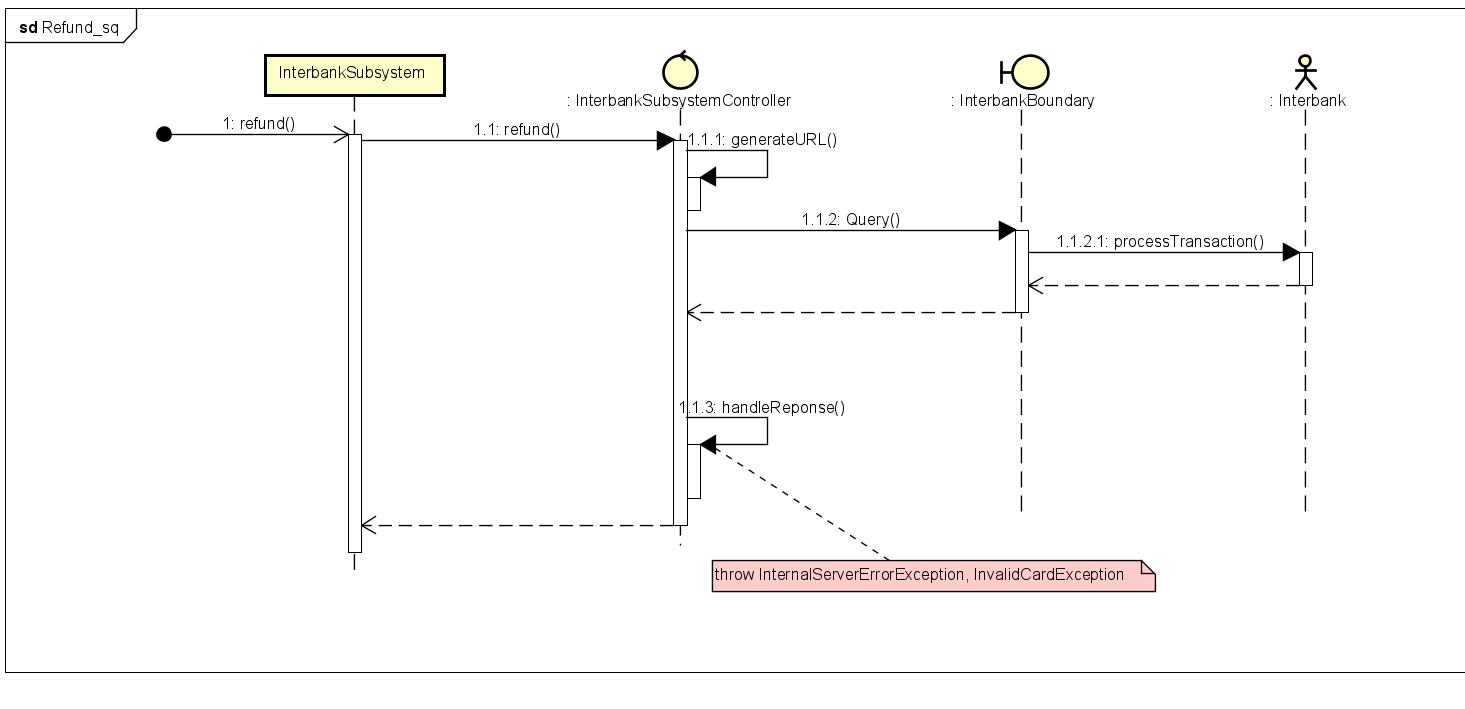 sd Refund_sq
InterbankSubsystem
: InterbankSubsystemController
: InterbankBoundary
: Interbank
1: refund()
1.1: refund()
1.1.1: generateURL()
1.1.2: Query()
1.1.2.1: processTransaction()
1.1.3: handleReponse()
throw InternalServerErrorException, InvalidCardException